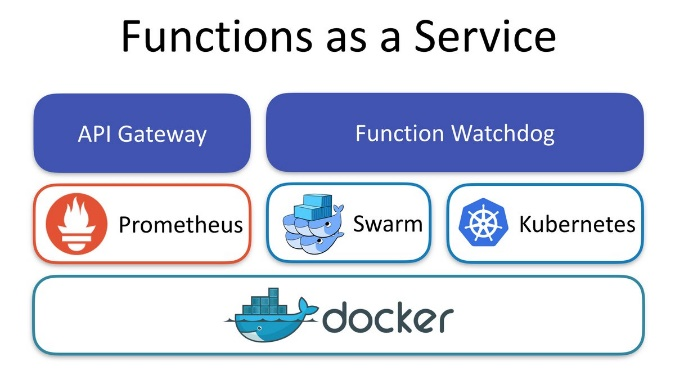 Functions as a Service
API Gateway
Function Watchdog
Prometheus
Swarm
Kubernetes
docker